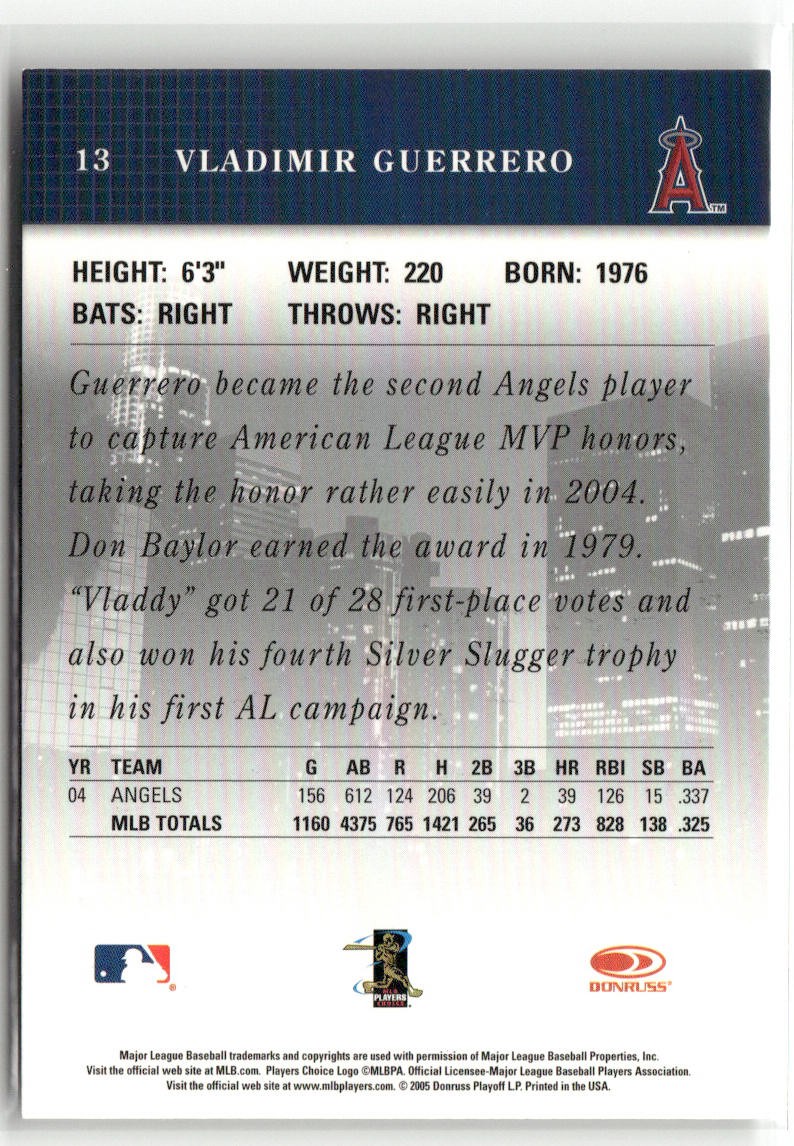 13 VLADIMIR GUERRERO
A TM
HEIGHT: 6'3" WEIGHT: 220 BORN: 1976
BATS: RIGHT THROWS: RIGHT
Guerrero became the second Angels player
to capture American League MVP honors,
taking the honor rather easily in 2004.
Don Baylor earned the award in 1979.
“Vladdy” got 21 of 28 first-place votes and
also won his fourth Silver Slugger trophy
in his first AL campaign.
YR TEAM G AB R H 2B 3B HR RBI SB BA
04 ANGELS 156 612 124 206 39 2 39 126 15 .337
MLB TOTALS 1160 4375 765 1421 265 36 273 828 138 .325
®
MLB
PLAYERS
CHOICE
DONRUSS®
Major League Baseball trademarks and copyrights are used with permission of Major League Baseball Properties, Inc.
Visit the official web site at MLB.com. Players Choice Logo ©MLBPA. Official Licensee-Major League Baseball Players Association.
Visit the official web site at www.mlbplayers.com. © 2005 Donruss Playoff L.P. Printed in the USA.